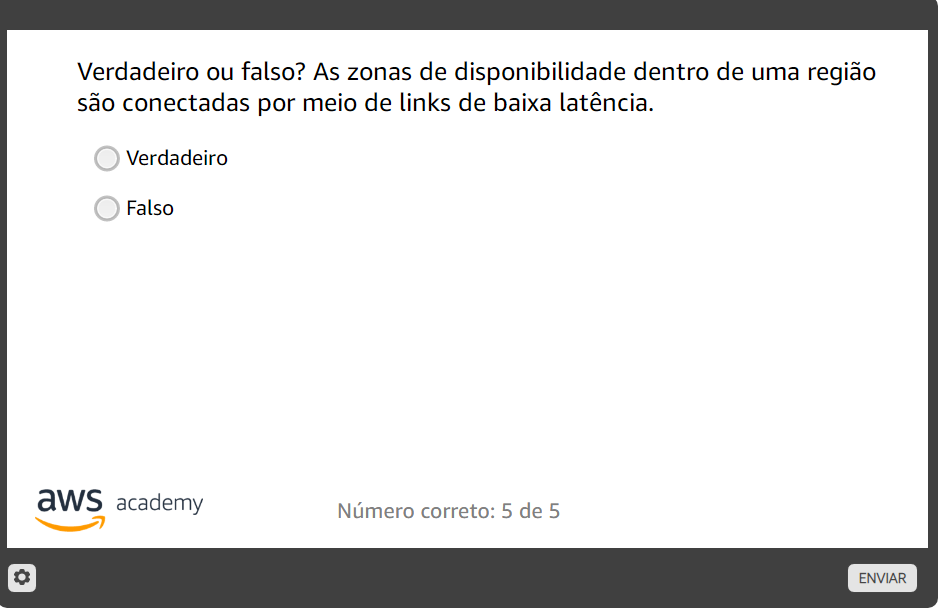 Verdadeiro ou falso? As zonas de disponibilidade dentro de uma região
são conectadas por meio de links de baixa latência.
Verdadeiro
Falso
aws academy
Número correto: 5 de 5
ENVIAR